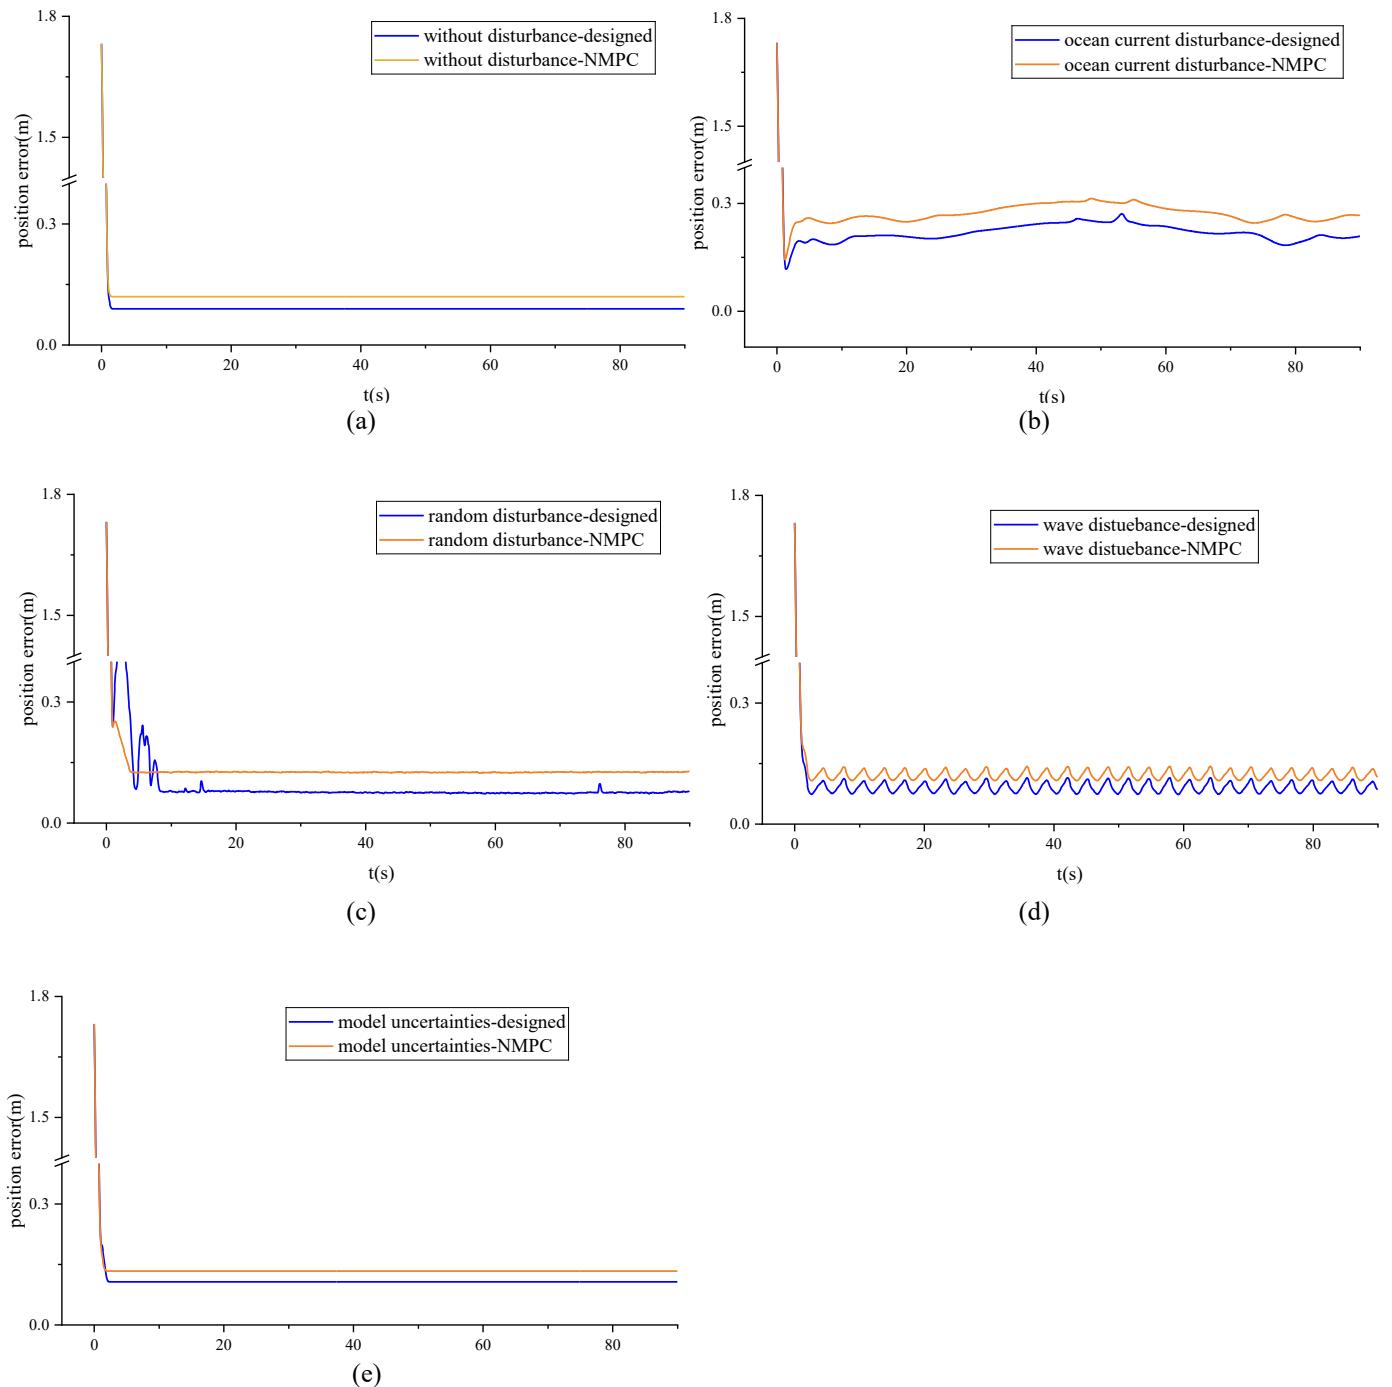 1.8
without disturbance-designed
without disturbance-NMPC
1.5
position error(m)
0.3
0.0
0
20
40
60
80
t(s)
(a)
1.8
ocean current disturbance-designed
ocean current disturbance-NMPC
1.5
position error(m)
0.3
0.0
0
20
40
60
80
t(s)
(b)
1.8
random disturbance-designed
random disturbance-NMPC
1.5
position error(m)
0.3
0.0
0
20
40
60
80
t(s)
(c)
1.8
wave distuebance-designed
wave distuebance-NMPC
1.5
position error(m)
0.3
0.0
0
20
40
60
80
t(s)
(d)
1.8
model uncertainties-designed
model uncertainties-NMPC
1.5
position error(m)
0.3
0.0
0
20
40
60
80
(e)